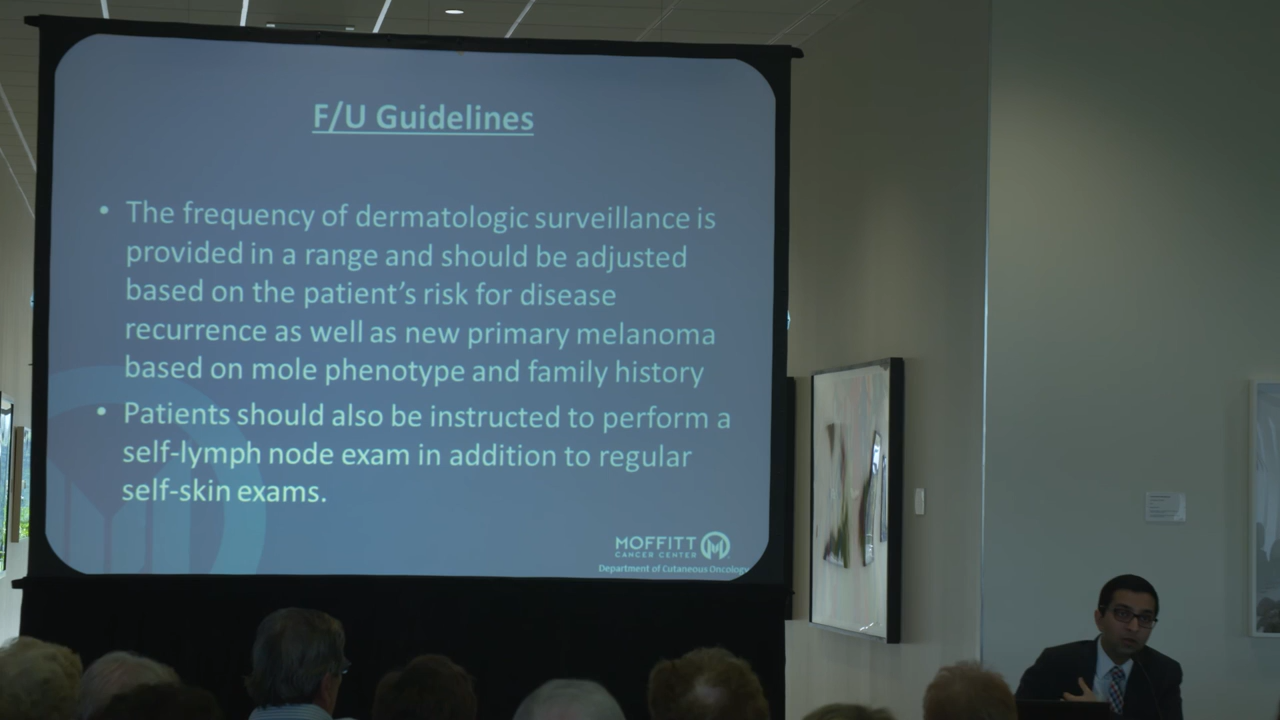 F/U Guidelines
• The frequency of dermatologic surveillance is
provided in a range and should be adjusted
based on the patient’s risk for disease
recurrence as well as new primary melanoma
based on mole phenotype and family history
• Patients should also be instructed to perform a
self-lymph node exam in addition to regular
self-skin exams.
MOFFITT
CANCER CENTER
Department of Cutaneous Oncology